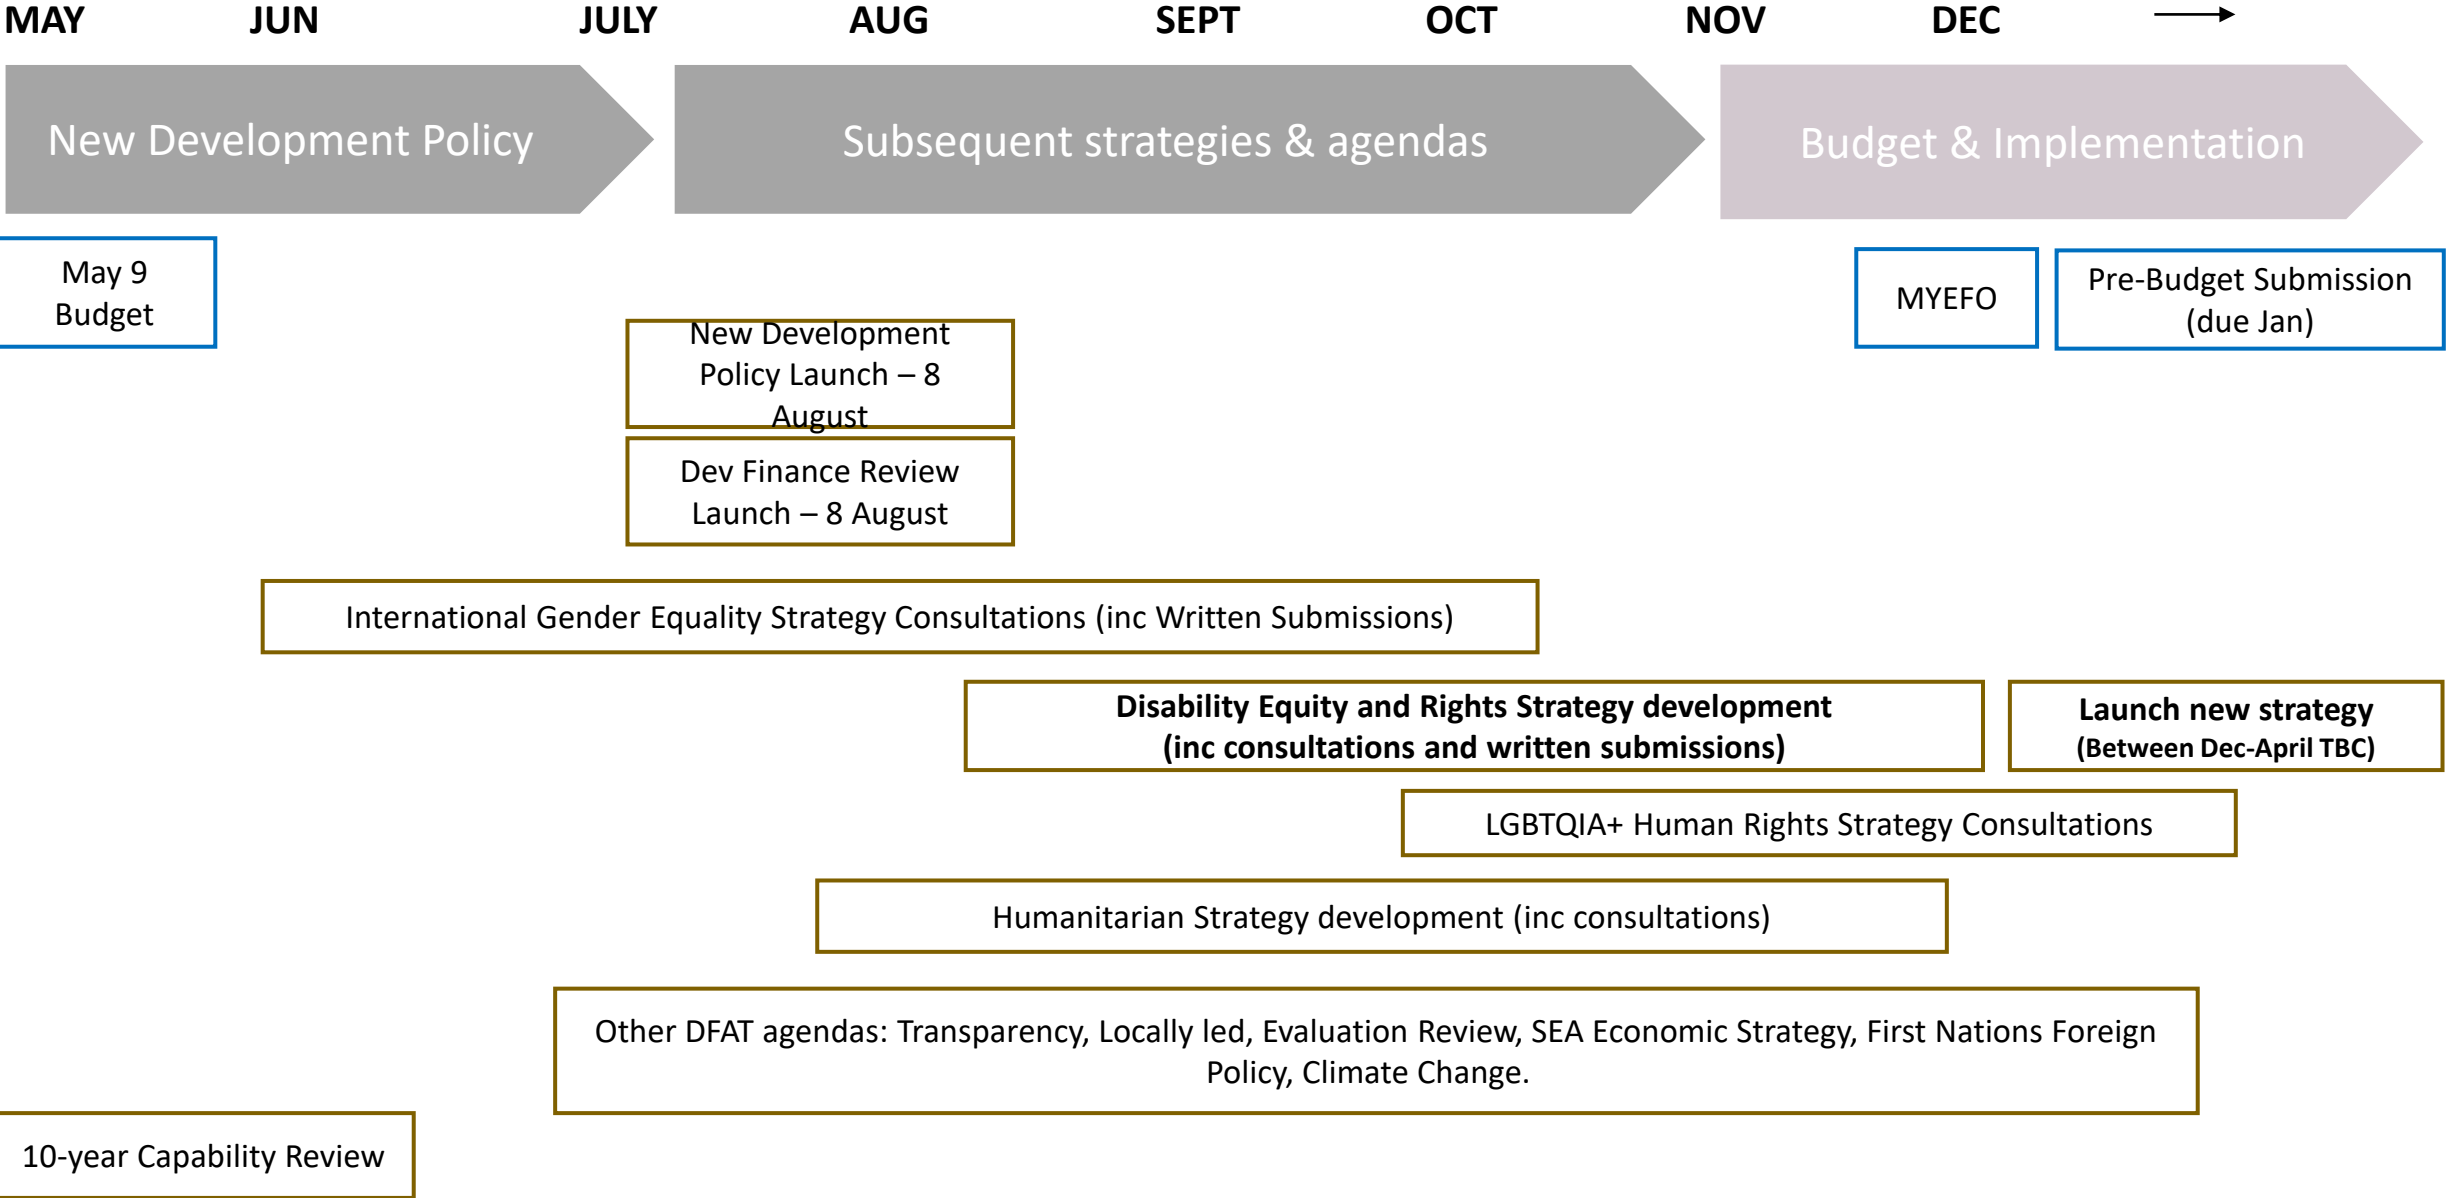 MAY JUN JULY AUG SEPT OCT NOV DEC
New Development Policy
Subsequent strategies & agendas
Budget & Implementation
May 9
Budget
MYEFO
Pre-Budget Submission
(due Jan)
New Development
Policy Launch – 8
August
Dev Finance Review
Launch – 8 August
International Gender Equality Strategy Consultations (inc Written Submissions)
Disability Equity and Rights Strategy development
(inc consultations and written submissions)
Launch new strategy
(Between Dec-April TBC)
LGBTQIA+ Human Rights Strategy Consultations
Humanitarian Strategy development (inc consultations)
Other DFAT agendas: Transparency, Locally led, Evaluation Review, SEA Economic Strategy, First Nations Foreign
Policy, Climate Change.
10-year Capability Review